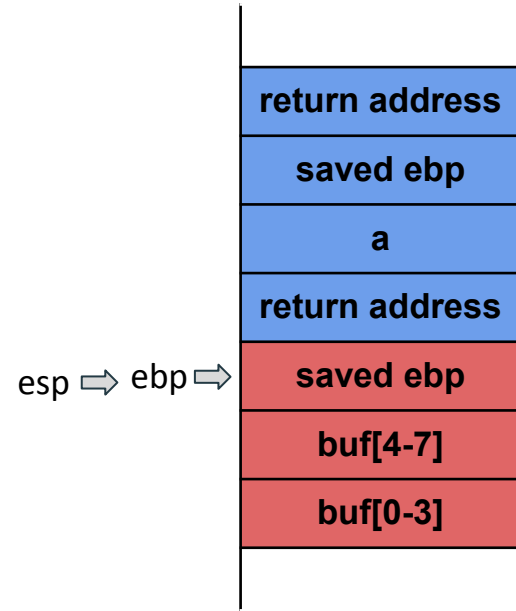 return address
saved ebp
a
return address
esp ebp saved ebp
buf[4-7]
buf[0-3]